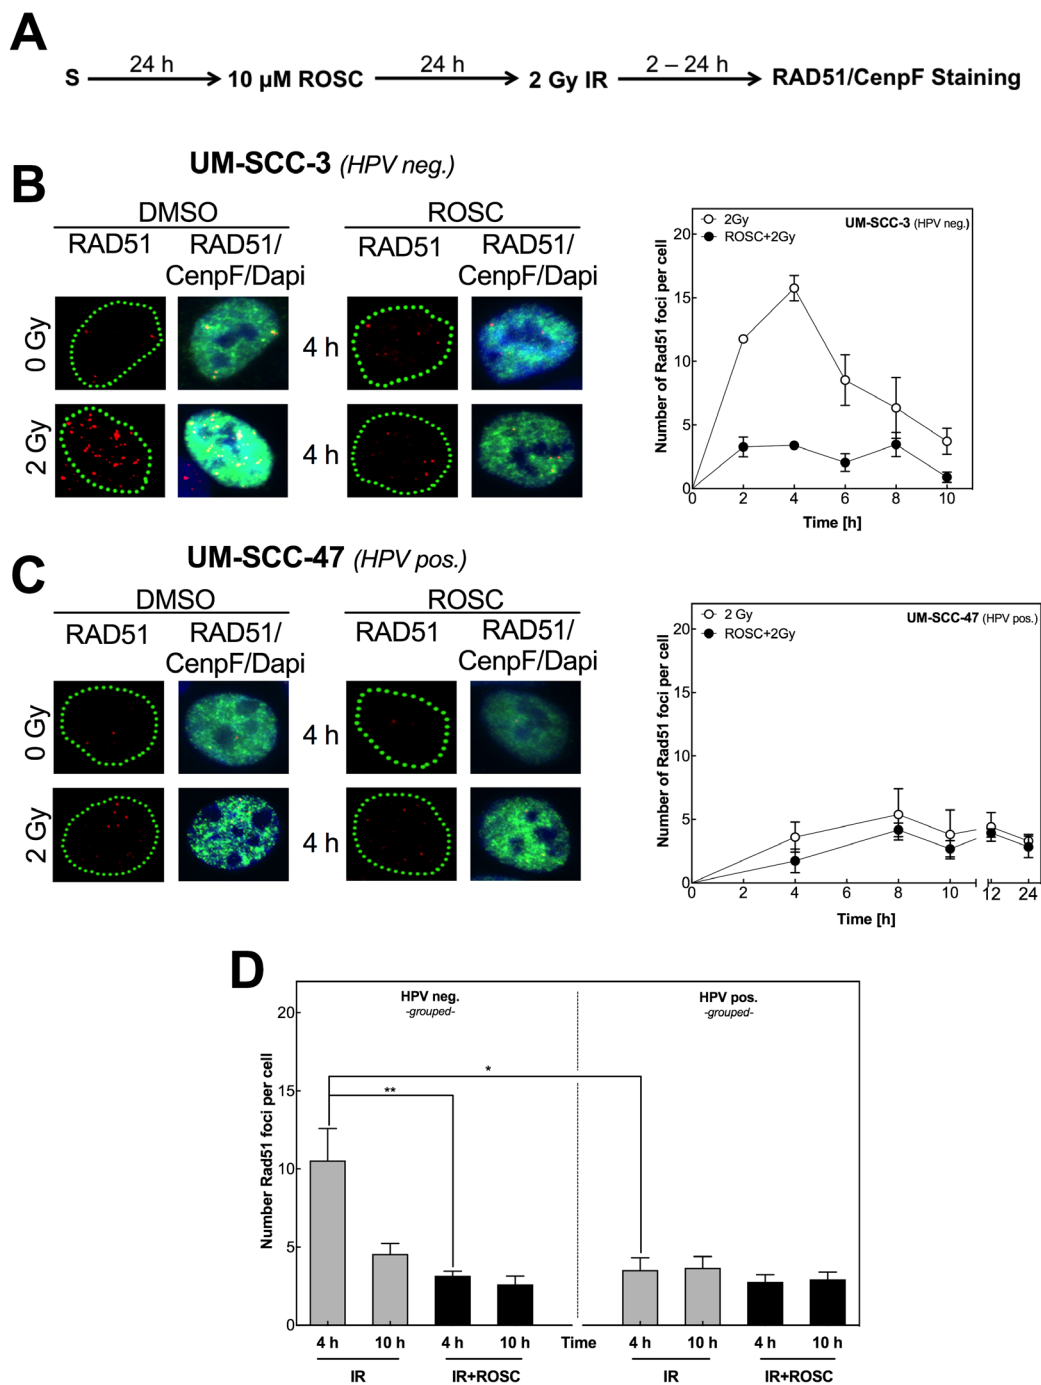 A
S 24 h 10 µM ROSC 24 h 2 Gy IR 2 – 24 h RAD51/CenpF Staining
B
UM-SCC-3 (HPV neg.)
DMSO
ROSC
RAD51
RAD51/
CenpF/Dapi
RAD51
RAD51/
CenpF/Dapi
0 Gy
4 h
2 Gy
4 h
2Gy
ROSC+2Gy
UM-SCC-3 (HPV neg.)
Number of Rad51 foci per cell
20
15
10
5
0
0 2 4 6 8 10
Time [h]
C
UM-SCC-47 (HPV pos.)
DMSO
ROSC
RAD51
RAD51/
CenpF/Dapi
RAD51
RAD51/
CenpF/Dapi
0 Gy
4 h
2 Gy
4 h
2 Gy
ROSC+2Gy
UM-SCC-47 (HPV pos.)
Number of Rad51 foci per cell
20
15
10
5
0
0 2 4 6 8 10 12 24
Time [h]
D
HPV neg.
-grouped-
HPV pos.
-grouped-
Number Rad51 foci per cell
20
15
10
5
0
*
**
4 h 10 h 4 h 10 h Time 4 h 10 h 4 h 10 h
IR IR+ROSC IR IR+ROSC